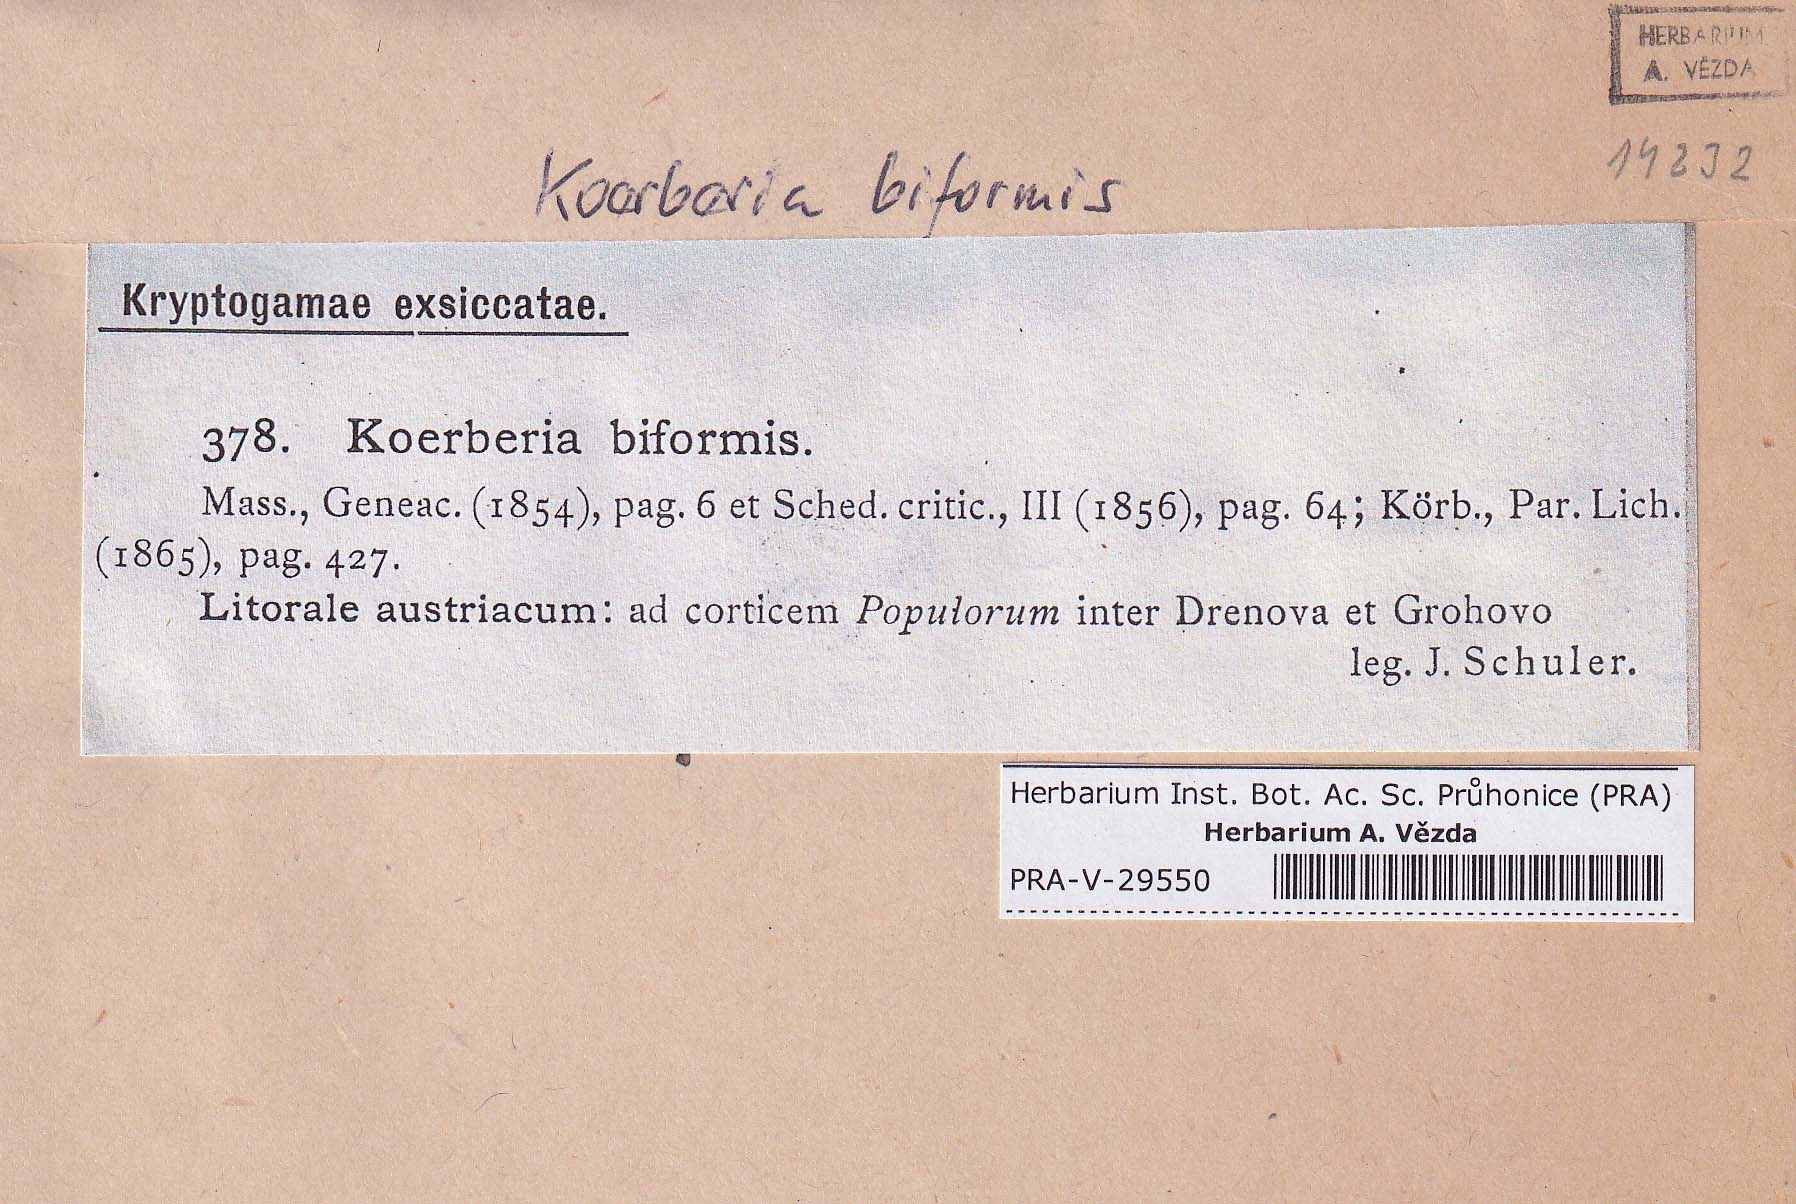 HERBARIUM
A. VĚZDA
14232
Koerberia biformis
Kryptogamae exsiccatae.
378. Koerberia biformis.
Mass., Geneac. (1854), pag. 6 et Sched. critic., III (1856), pag. 64; Körb., Par. Lich.
(1865), pag. 427.
Litorale austriacum: ad corticem Populorum inter Drenova et Grohovo
leg. J. Schuler.
Herbarium Inst. Bot. Ac. Sc. Průhonice (PRA)
Herbarium A. Vězda
PRA-V-29550